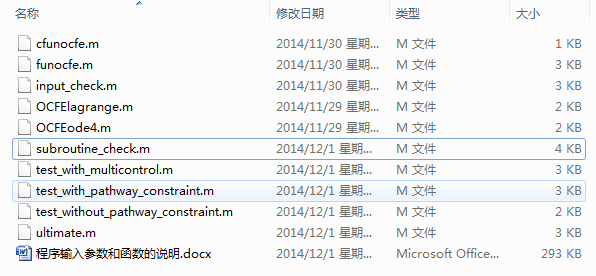 名称 修改日期 类型 大小
cfunocfe.m 2014/11/30 星期... M 文件 1 KB
funocfe.m 2014/11/30 星期... M 文件 3 KB
input_check.m 2014/11/30 星期... M 文件 3 KB
OCFElagrange.m 2014/11/29 星期... M 文件 2 KB
OCFEode4.m 2014/11/29 星期... M 文件 2 KB
subroutine_check.m 2014/12/1 星期... M 文件 4 KB
test_with_multicontrol.m 2014/12/1 星期... M 文件 3 KB
test_with_pathway_constraint.m 2014/12/1 星期... M 文件 3 KB
test_without_pathway_constraint.m 2014/12/1 星期... M 文件 2 KB
ultimate.m 2014/12/1 星期... M 文件 3 KB
程序输入参数和函数的说明.docx 2014/12/1 星期... Microsoft Office... 293 KB